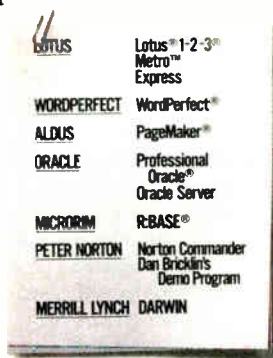 LOTUS Lotus® 1-2-3®
Metro™
Express
WORDPERFECT WordPerfect®
ALDUS PageMaker®
ORACLE Professional
Oracle®
Oracle Server
MICRORIM R:BASE®
PETER NORTON Norton Commander
Dan Bricklin's
Demo Program
MERRILL LYNCH DARWIN